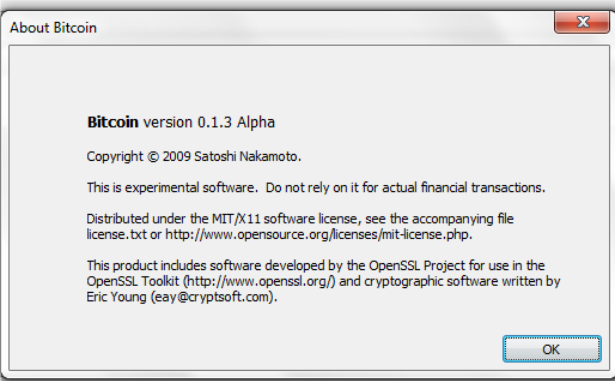 About Bitcoin
Bitcoin version 0.1.3 Alpha
Copyright © 2009 Satoshi Nakamoto.
This is experimental software.  Do not rely on it for actual financial transactions.
Distributed under the MIT/X11 software license, see the accompanying file
license.txt or http://www.opensource.org/licenses/mit-license.php.
This product includes software developed by the OpenSSL Project for use in the
OpenSSL Toolkit (http://www.openssl.org/) and cryptographic software written by
Eric Young (eay@cryptsoft.com).
OK